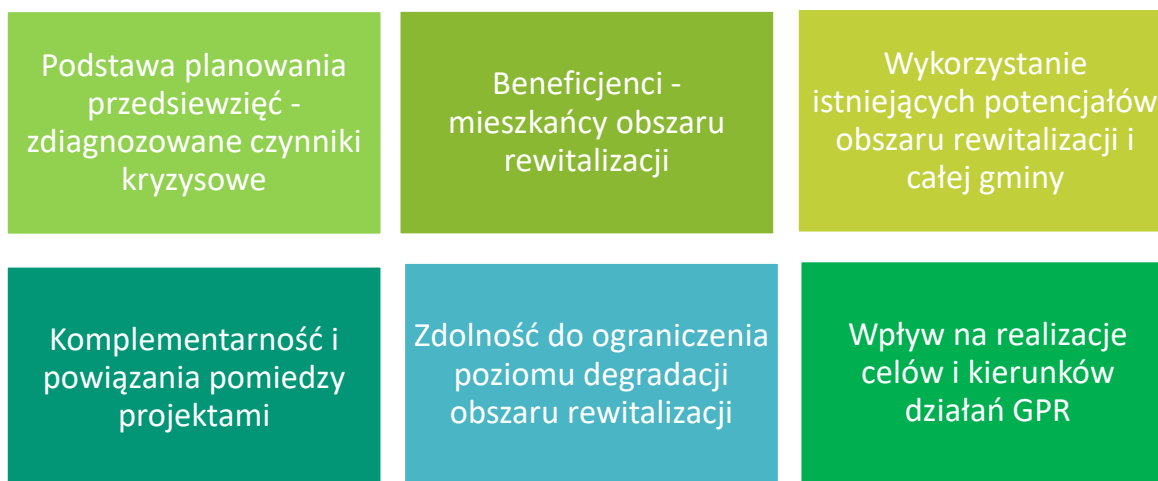 Podstawa planowania
przedsiewzięć -
zdiagnozowane czynniki
kryzysowe
Beneficjenci -
mieszkańcy obszaru
rewitalizacji
Wykorzystanie
istniejących potencjałów
obszaru rewitalizacji i
całej gminy
Komplementarność i
powiązania pomiedzy
projektami
Zdolność do ograniczenia
poziomu degradacji
obszaru rewitalizacji
Wpływ na realizacje
celów i kierunków
działań GPR